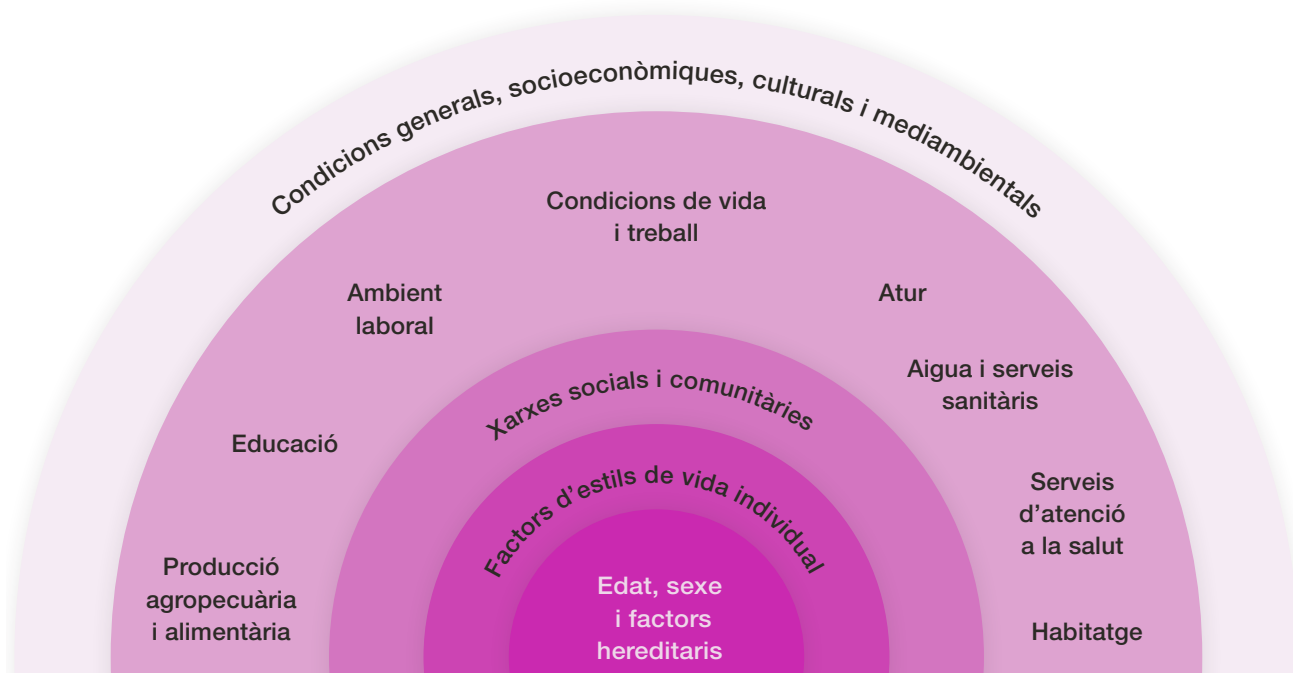 Condicions generals, socioeconòmiques, culturals i mediambientals
Condicions de vida
i treball
Ambient
laboral
Atur
Aigua i serveis
sanitàris
Educació
Serveis
d’atenció
a la salut
Producció
agropecuària
i alimentària
Habitatge
Xarxes socials i comunitàries
Factors d’estils de vida individual
Edat, sexe
i factors
hereditaris